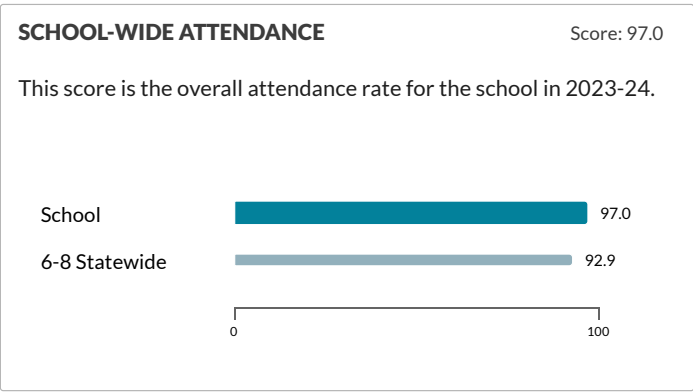 SCHOOL-WIDE ATTENDANCE Score: 97.0
This score is the overall attendance rate for the school in 2023-24.
School 97.0
6-8 Statewide 92.9
0 100